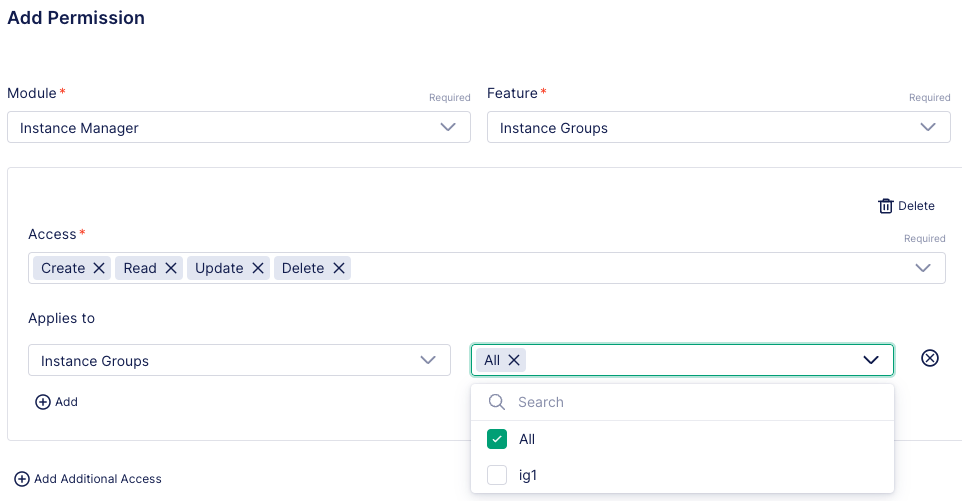 Add Permission
Module* Required Feature* Required
Instance Manager Instance Groups
Delete
Access* Required
Create Read Update Delete
Applies to
Instance Groups All
Add Search
All
ig1
Add Additional Access